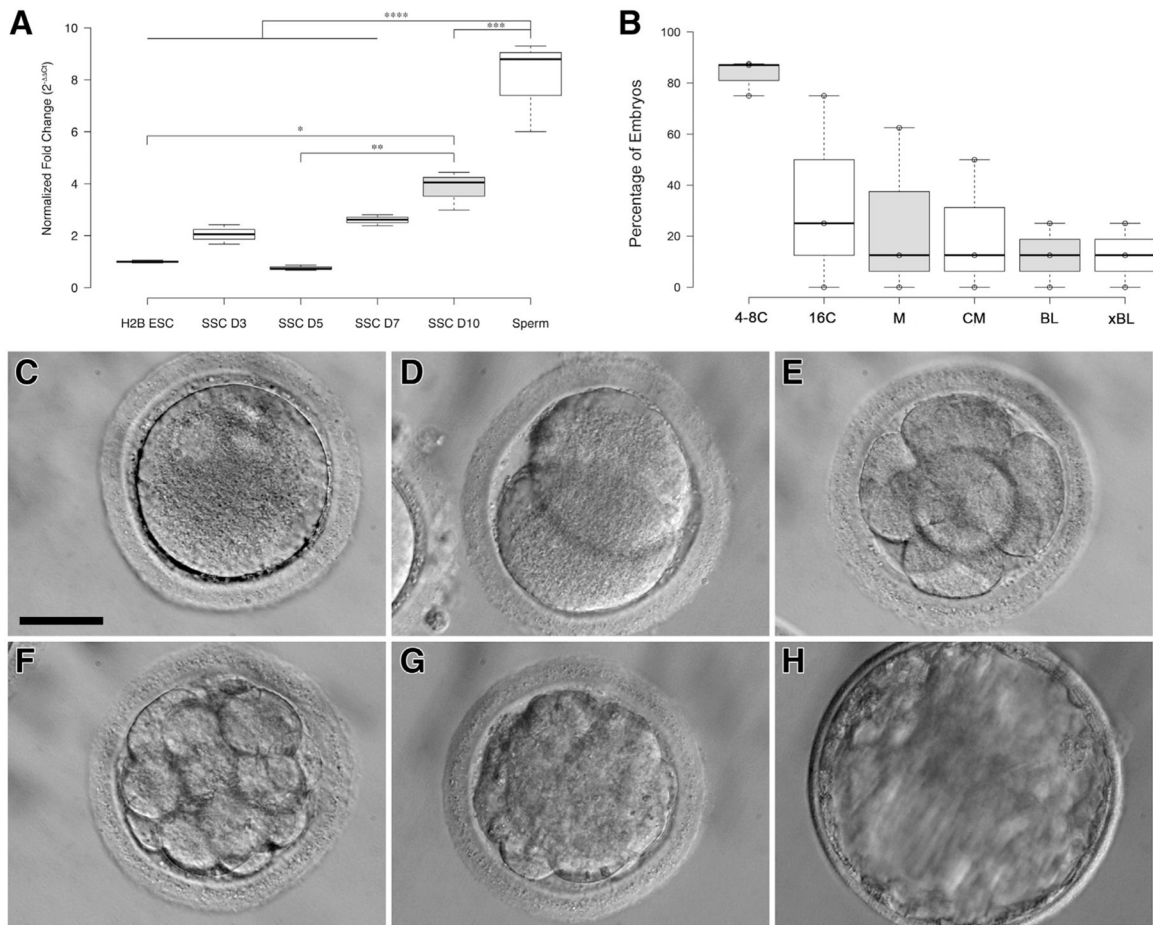 A
Normalized Fold Change (2^-ΔΔCt)
10
8
6
4
2
0
****
***
*
**
H2B ESC SSC D3 SSC D5 SSC D7 SSC D10 Sperm
B
Percentage of Embryos
100
80
60
40
20
0
4-8C 16C M CM BL xBL
C D E
F G H